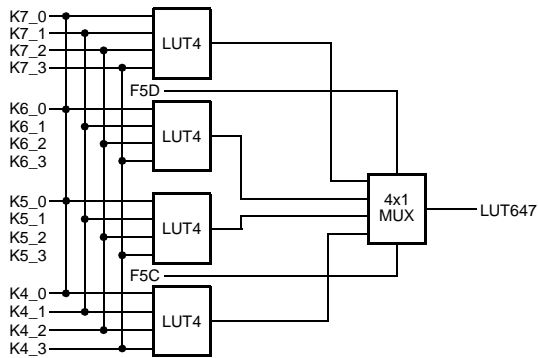 K7_0
K7_1
K7_2
K7_3
LUT4
F5D
K6_0
K6_1
K6_2
K6_3
LUT4
K5_0
K5_1
K5_2
K5_3
LUT4
4x1
MUX
LUT647
F5C
K4_0
K4_1
K4_2
K4_3
LUT4